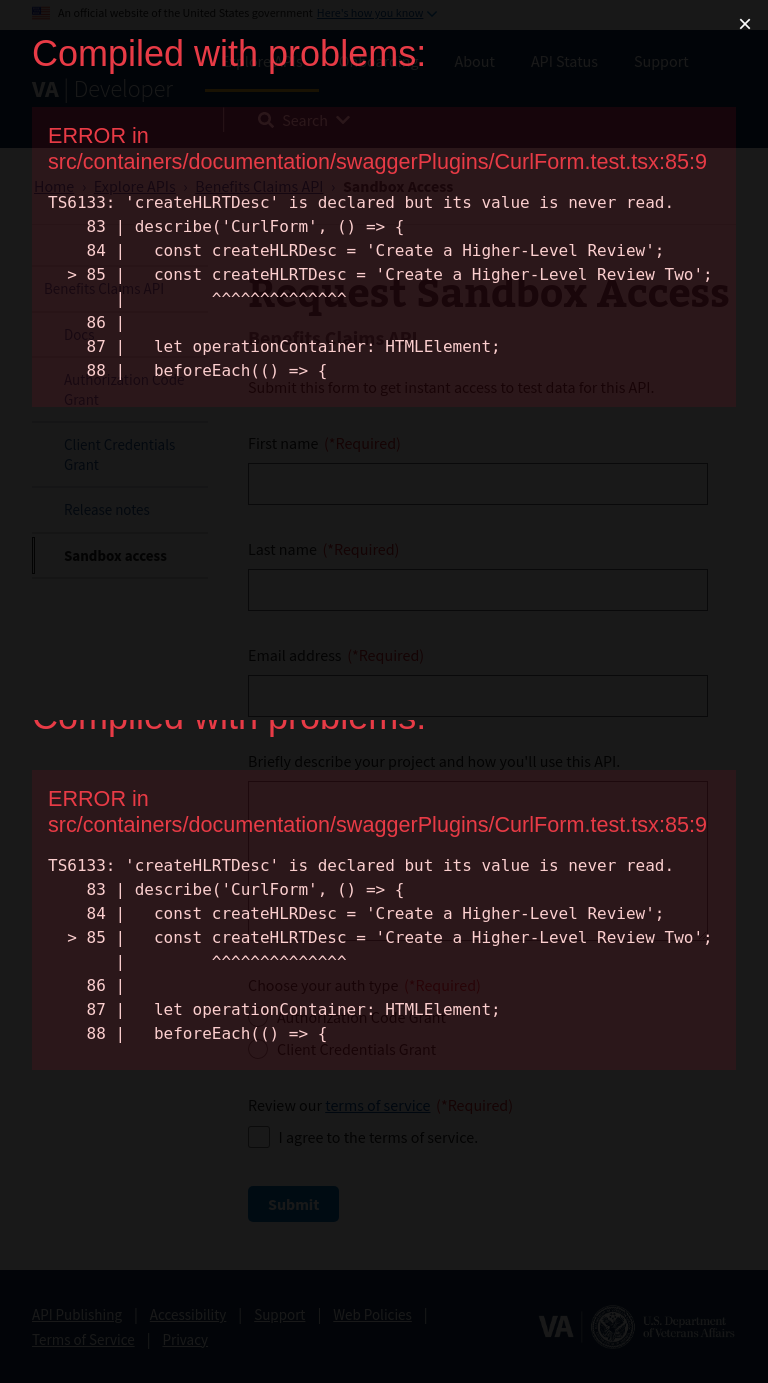 An official website of the United States government Here's how you know
Compiled with problems:
About
API Status
Support
VA | Developer
Search
ERROR in
src/containers/documentation/swaggerPlugins/CurlForm.test.tsx:85:9
Home › Explore APIs › Benefits Claims API › Sandbox Access
TS6133: 'createHLRTDesc' is declared but its value is never read.
83 | describe('CurlForm', () => {
84 |   const createHLRDesc = 'Create a Higher-Level Review';
> 85 |   const createHLRTDesc = 'Create a Higher-Level Review Two';
|         ^^^^^^^^^^^^^^
Benefits Claims API
Request Sandbox Access
86 |
Docs
Benefits Claims API
87 |   let operationContainer: HTMLElement;
88 |   beforeEach(() => {
Authorization Code
Grant
Submit this form to get instant access to test data for this API.
Client Credentials
Grant
Release notes
Sandbox access
First name (*Required)
Last name (*Required)
Email address (*Required)
Compiled with problems:
Briefly describe your project and how you'll use this API.
ERROR in
src/containers/documentation/swaggerPlugins/CurlForm.test.tsx:85:9
TS6133: 'createHLRTDesc' is declared but its value is never read.
83 | describe('CurlForm', () => {
84 |   const createHLRDesc = 'Create a Higher-Level Review';
> 85 |   const createHLRTDesc = 'Create a Higher-Level Review Two';
|         ^^^^^^^^^^^^^^
86 |
Choose your auth type (*Required)
87 |   let operationContainer: HTMLElement;
Authorization Code Grant
88 |   beforeEach(() => {
Client Credentials Grant
Review our terms of service (*Required)
I agree to the terms of service.
Submit
API Publishing | Accessibility | Support | Web Policies |
Terms of Service | Privacy
VA
U.S. Department
of Veterans Affairs